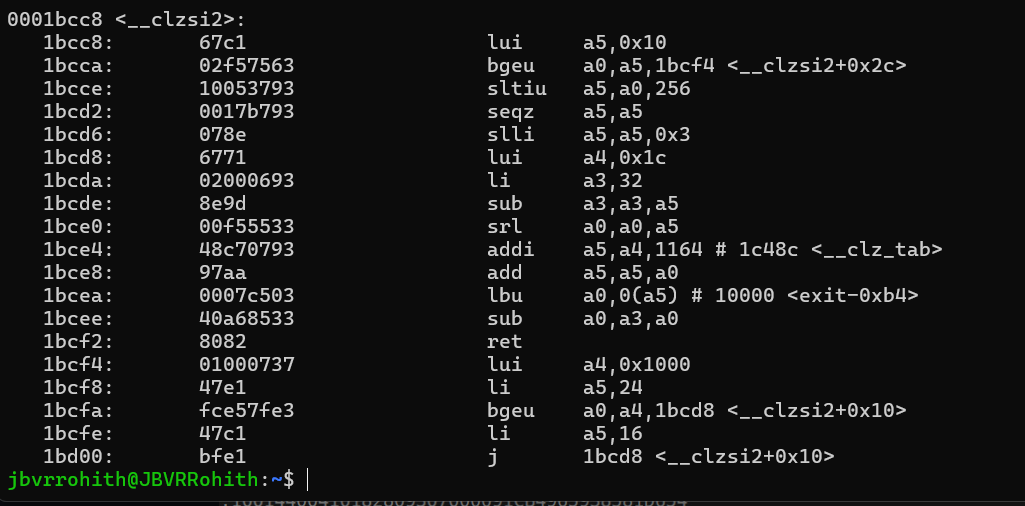 0001bcc8 <__clzsi2>:
1bcc8: 67c1 lui a5,0x10
1bcca: 02f57563 bgeu a0,a5,1bcf4 <__clzsi2+0x2c>
1bcce: 10053793 sltiu a5,a0,256
1bcd2: 0017b793 seqz a5,a5
1bcd6: 078e slli a5,a5,0x3
1bcd8: 6771 lui a4,0x1c
1bcda: 02000693 li a3,32
1bcde: 8e9d sub a3,a3,a5
1bce0: 00f55533 srl a0,a0,a5
1bce4: 48c70793 addi a5,a4,1164 # 1c48c <__clz_tab>
1bce8: 97aa add a5,a5,a0
1bcea: 0007c503 lbu a0,0(a5) # 10000 <exit-0xb4>
1bcee: 40a68533 sub a0,a3,a0
1bcf2: 8082 ret
1bcf4: 01000737 lui a4,0x1000
1bcf8: 47e1 li a5,24
1bcfa: fce57fe3 bgeu a0,a4,1bcd8 <__clzsi2+0x10>
1bcfe: 47c1 li a5,16
1bd00: bfe1 j 1bcd8 <__clzsi2+0x10>
jbvrrohith@JBVRRohith:~$